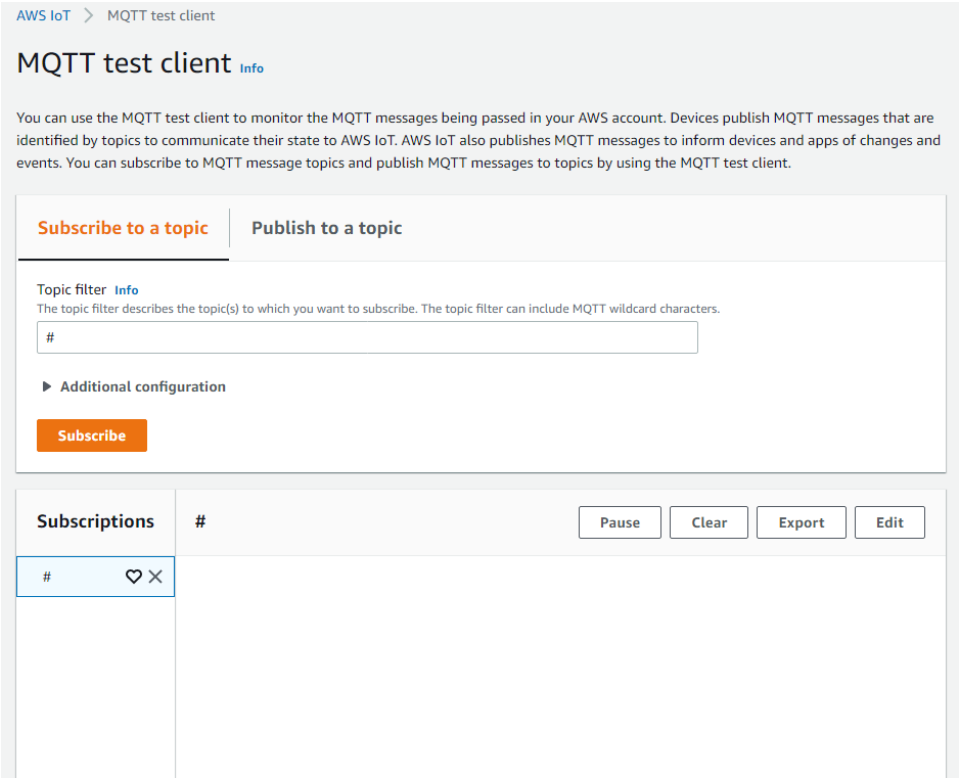 AWS IoT > MQTT test client
MQTT test client Info
You can use the MQTT test client to monitor the MQTT messages being passed in your AWS account. Devices publish MQTT messages that are
identified by topics to communicate their state to AWS IoT. AWS IoT also publishes MQTT messages to inform devices and apps of changes and
events. You can subscribe to MQTT message topics and publish MQTT messages to topics by using the MQTT test client.
Subscribe to a topic Publish to a topic
Topic filter Info
The topic filter describes the topic(s) to which you want to subscribe. The topic filter can include MQTT wildcard characters.
#
Additional configuration
Subscribe
Subscriptions # Pause Clear Export Edit
#